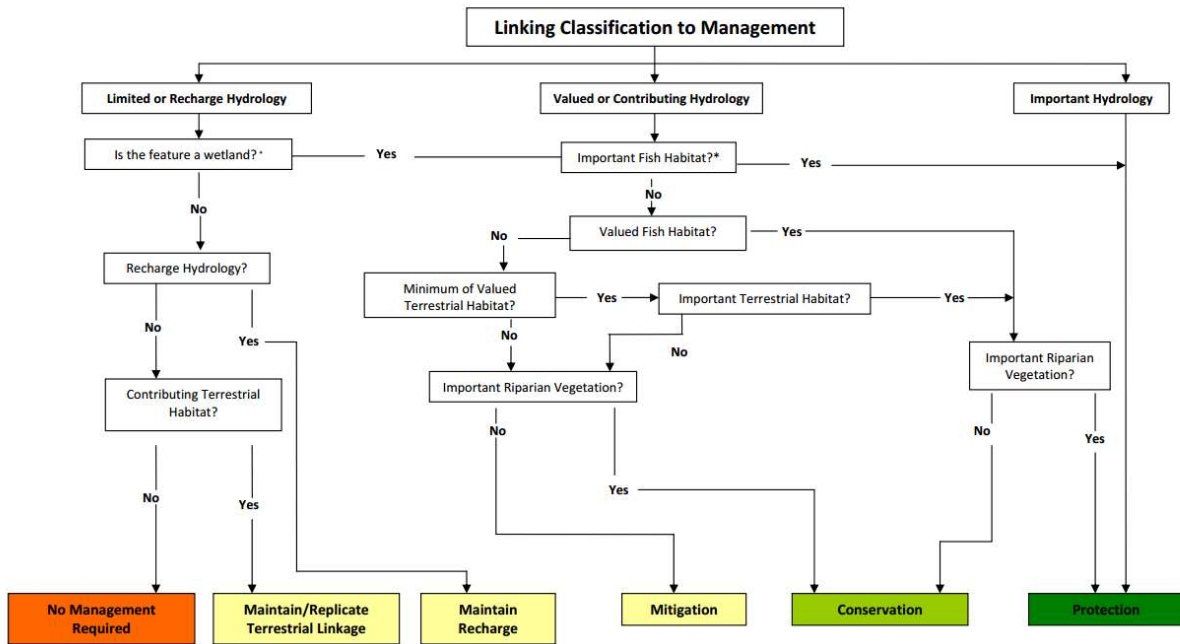 Linking Classification to Management
Limited or Recharge Hydrology
Valued or Contributing Hydrology
Important Hydrology
Is the feature a wetland? *
Yes
Important Fish Habitat?*
Yes
No
No
Valued Fish Habitat?
No
Yes
Recharge Hydrology?
Minimum of Valued
Terrestrial Habitat?
Yes
Important Terrestrial Habitat?
Yes
No
Yes
No
No
Important Riparian
Vegetation?
Contributing Terrestrial
Habitat?
Important Riparian Vegetation?
No
No
Yes
No
Yes
Yes
No Management
Required
Maintain/Replicate
Terrestrial Linkage
Maintain
Recharge
Mitigation
Conservation
Protection